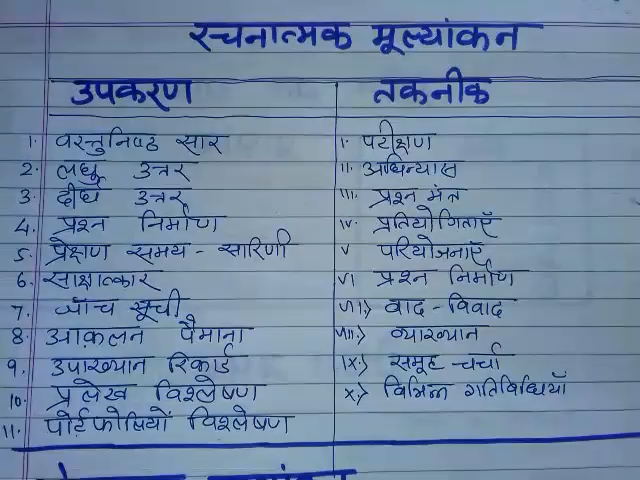 रचनात्मक मूल्यांकन
उपकरण तकनीक
1. वस्तुनिष्ठ सार I. परीक्षण
2. लघु उत्तर II. अधिन्यास
3. दीर्घ उत्तर III. प्रश्न मंत्र
4. प्रश्न निर्माण IV. प्रतियोगिताएँ
5. प्रेक्षण समय - सारिणी V परियोजनाएँ
6. साक्षात्कार VI प्रश्न निर्माण
7. जाँच सूची VII.) वाद - विवाद
8. आकलन पैमाना VIII.) व्याख्यान
9. उपाख्यान रिकार्ड IX.) समूह - चर्चा
10. प्रलेख विश्लेषण X.) विभिन्न गतिविधियाँ
11. पोर्टफोलियों विश्लेषण